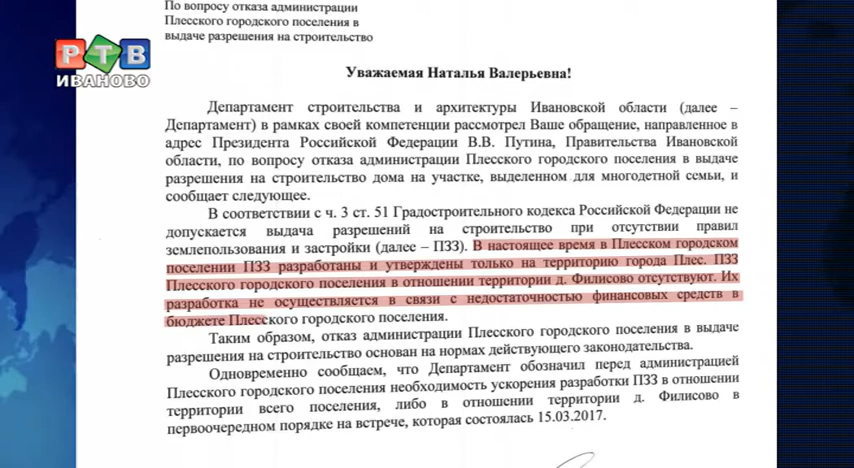 По вопросу отказа администрации
Плесского городского поселения в
выдаче разрешения на строительство
РТВ
ИВАНОВО
Уважаемая Наталья Валерьевна!
Департамент строительства и архитектуры Ивановской области (далее –
Департамент) в рамках своей компетенции рассмотрел Ваше обращение, направленное в
адрес Президента Российской Федерации В.В. Путина, Правительства Ивановской
области, по вопросу отказа администрации Плесского городского поселения в выдаче
разрешения на строительство дома на участке, выделенном для многодетной семьи, и
сообщает следующее.
В соответствии с ч. 3 ст. 51 Градостроительного кодекса Российской Федерации не
допускается выдача разрешений на строительство при отсутствии правил
землепользования и застройки (далее – ПЗЗ). В настоящее время в Плесском городском
поселении ПЗЗ разработаны и утверждены только на территорию города Плес. ПЗЗ
Плесского городского поселения в отношении территории д. Филисово отсутствуют. Их
разработка не осуществляется в связи с недостаточностью финансовых средств в
бюджете Плесского городского поселения.
Таким образом, отказ администрации Плесского городского поселения в выдаче
разрешения на строительство основан на нормах действующего законодательства.
Одновременно сообщаем, что Департамент обозначил перед администрацией
Плесского городского поселения необходимость ускорения разработки ПЗЗ в отношении
территории всего поселения, либо в отношении территории д. Филисово в
первоочередном порядке на встрече, которая состоялась 15.03.2017.